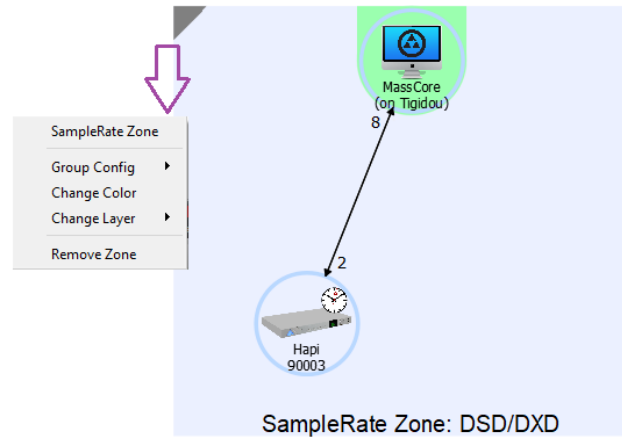 SampleRate Zone
Group Config
Change Color
Change Layer
Remove Zone
MassCore
(on Tigidou)
8
2
Hapi
90003
SampleRate Zone: DSD/DXD